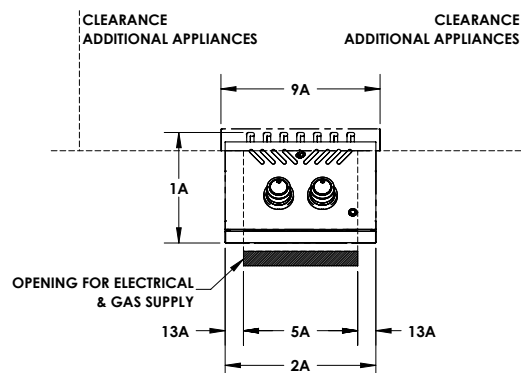 CLEARANCE
ADDITIONAL APPLIANCES
CLEARANCE
ADDITIONAL APPLIANCES
9A
1A
OPENING FOR ELECTRICAL
& GAS SUPPLY
13A
5A
13A
2A